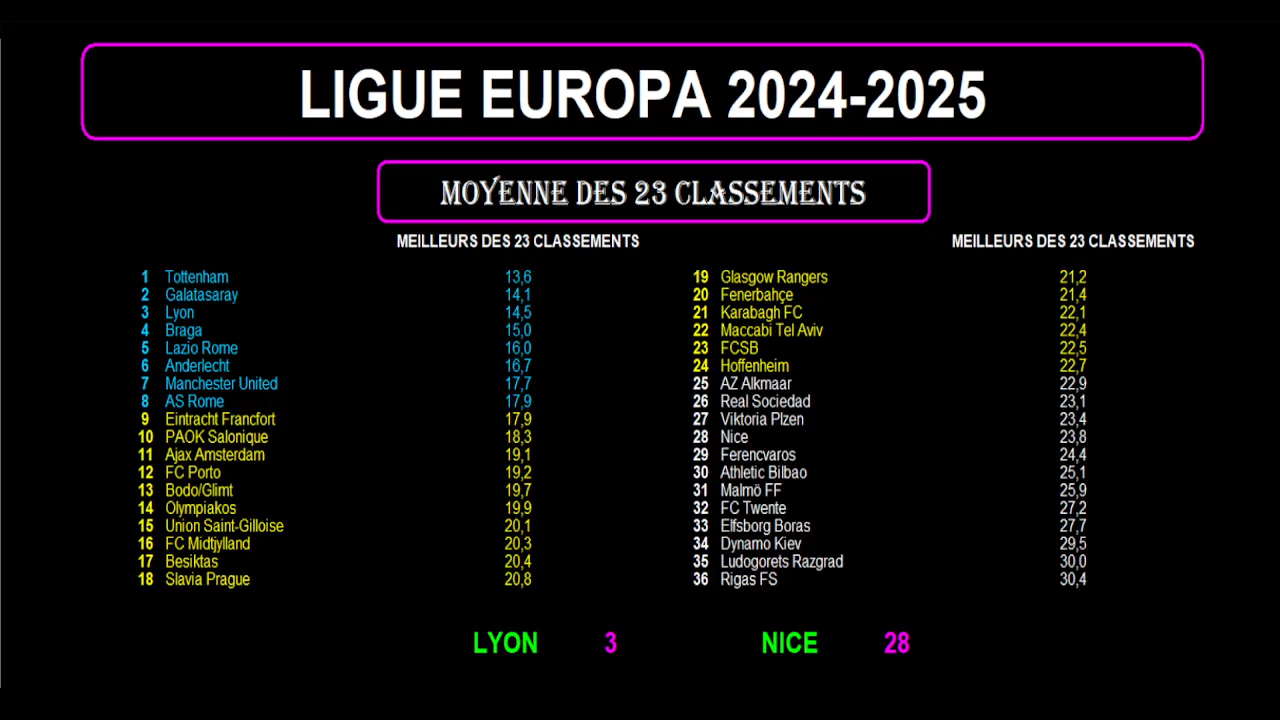 LIGUE EUROPA 2024-2025
MOYENNE DES 23 CLASSEMENTS
MEILLEURS DES 23 CLASSEMENTS
1 Tottenham 13,6
2 Galatasaray 14,1
3 Lyon 14,5
4 Braga 15,0
5 Lazio Rome 16,0
6 Anderlecht 16,7
7 Manchester United 17,7
8 AS Rome 17,9
9 Eintracht Francfort 17,9
10 PAOK Salonique 18,3
11 Ajax Amsterdam 19,1
12 FC Porto 19,2
13 Bodo/Glimt 19,7
14 Olympiakos 19,9
15 Union Saint-Gilloise 20,1
16 FC Midtjylland 20,3
17 Besiktas 20,4
18 Slavia Prague 20,8
MEILLEURS DES 23 CLASSEMENTS
19 Glasgow Rangers 21,2
20 Fenerbahçe 21,4
21 Karabagh FC 22,1
22 Maccabi Tel Aviv 22,4
23 FCSB 22,5
24 Hoffenheim 22,7
25 AZ Alkmaar 22,9
26 Real Sociedad 23,1
27 Viktoria Plzen 23,4
28 Nice 23,8
29 Ferencvaros 24,4
30 Athletic Bilbao 25,1
31 Malmö FF 25,9
32 FC Twente 27,2
33 Elfsborg Boras 27,7
34 Dynamo Kiev 29,5
35 Ludogorets Razgrad 30,0
36 Rigas FS 30,4
LYON 3 NICE 28